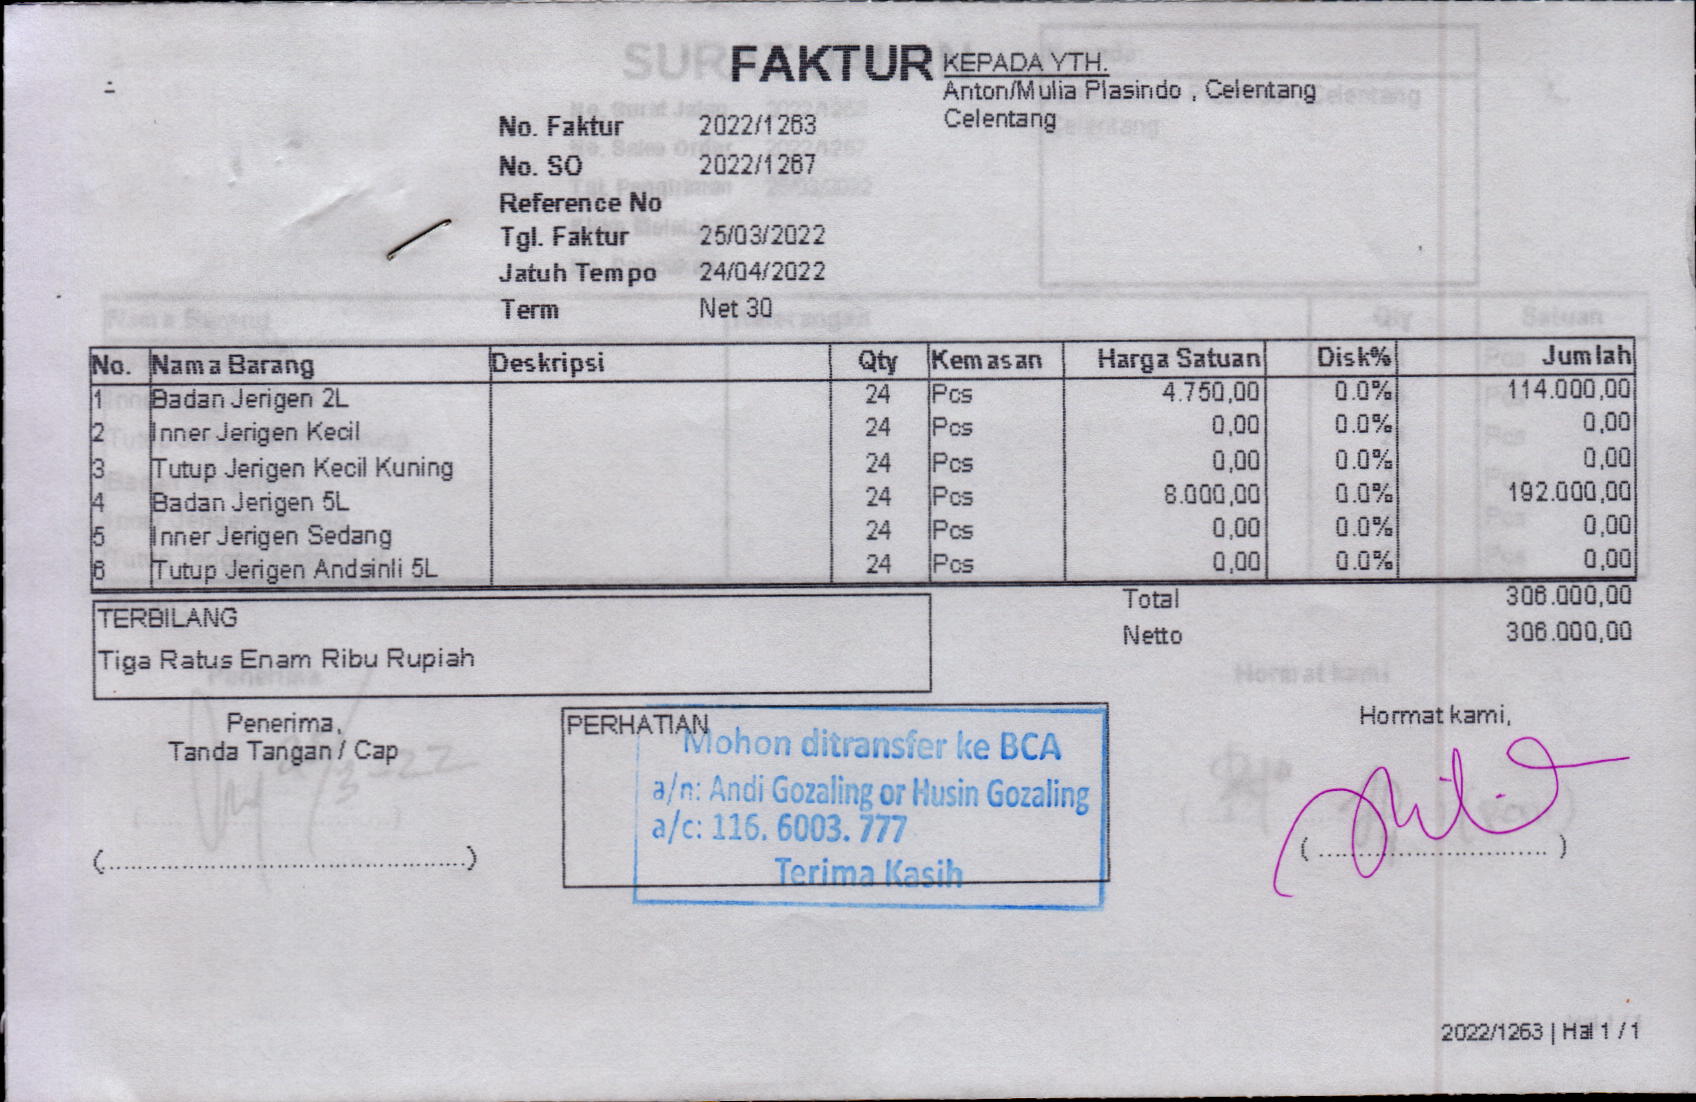 FAKTUR
KEPADA YTH.
Anton/Mulia Plasindo , Celentang
Celentang
No. Faktur 2022/1263
No. SO 2022/1267
Reference No
Tgl. Faktur 25/03/2022
Jatuh Tempo 24/04/2022
Term Net 30
No. Nama Barang Deskripsi Qty Kemasan Harga Satuan Disk% Jumlah
1 Badan Jerigen 2L 24 Pcs 4.750,00 0.0% 114.000,00
2 Inner Jerigen Kecil 24 Pcs 0,00 0.0% 0,00
3 Tutup Jerigen Kecil Kuning 24 Pcs 0,00 0.0% 0,00
4 Badan Jerigen 5L 24 Pcs 8.000,00 0.0% 192.000,00
5 Inner Jerigen Sedang 24 Pcs 0,00 0.0% 0,00
6 Tutup Jerigen Andsinli 5L 24 Pcs 0,00 0.0% 0,00
Total 306.000,00
Netto 306.000,00
TERBILANG
Tiga Ratus Enam Ribu Rupiah
Penerima,
Tanda Tangan / Cap
(..................................................)
PERHATIAN
Mohon ditransfer ke BCA
a/n: Andi Gozaling or Husin Gozaling
a/c: 116. 6003. 777
Terima Kasih
Hormat kami,
( ................................ )
2022/1263 | Hal 1 / 1